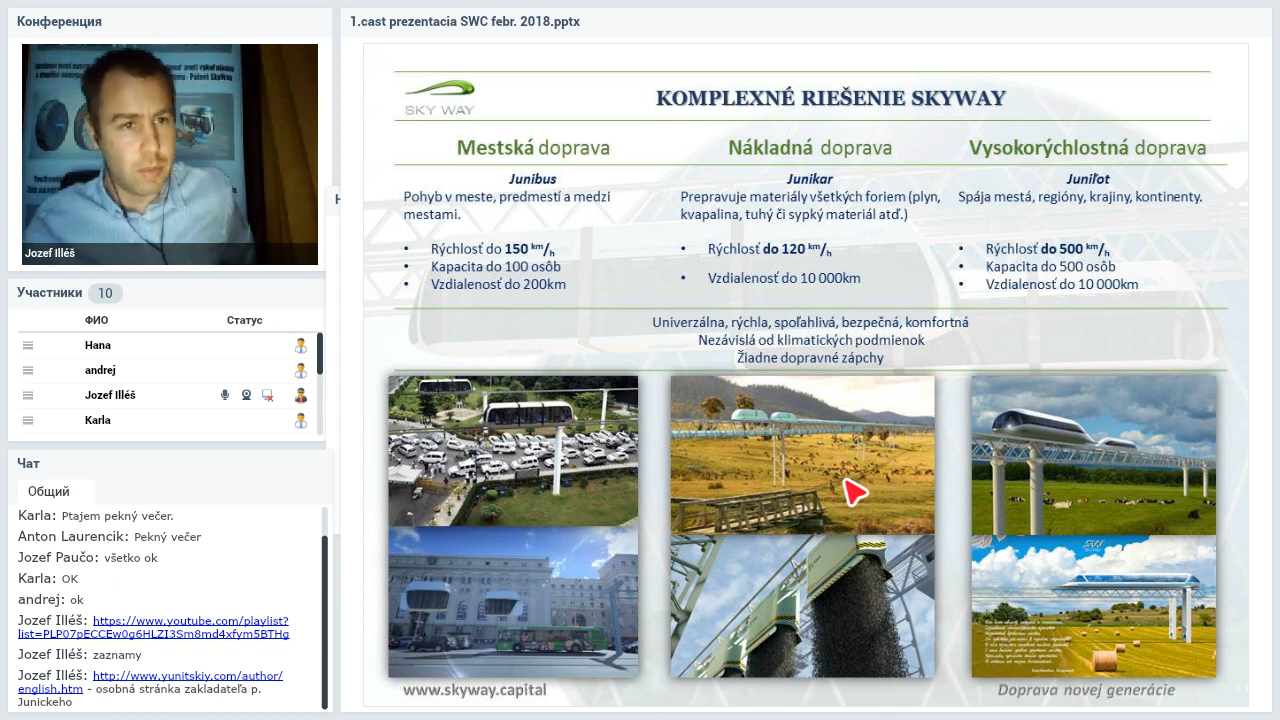 Конференция
Jozef Illéš
Участники 10
ФИО Статус
Hana
andrej
Jozef Illéš
Karla
Чат
Общий
Karla: Ptajem pekný večer.
Anton Laurencik: Pekný večer
Jozef Paučo: všetko ok
Karla: OK
andrej: ok
Jozef Illéš: https://www.youtube.com/playlist?
list=PLP07pECCEw0g6HLZI3Sm8md4xfym5BTHg
Jozef Illéš: zaznamy
Jozef Illéš: http://www.yunitskiy.com/author/
english.htm - osobná stránka zakladateľa p.
Junickeho
1.cast prezentacia SWC febr. 2018.pptx
SKY WAY
KOMPLEXNÉ RIEŠENIE SKYWAY
Mestská doprava
Junibus
Pohyb v meste, predmestí a medzi
mestami.
• Rýchlosť do 150 km/h
• Kapacita do 100 osôb
• Vzdialenosť do 200km
Nákladná doprava
Junikar
Prepravuje materiály všetkých foriem (plyn,
kvapalina, tuhý či sypký materiál atď.)
• Rýchlosť do 120 km/h
• Vzdialenosť do 10 000km
Vysokorýchlostná doprava
Juniľot
Spája mestá, regióny, krajiny, kontinenty.
• Rýchlosť do 500 km/h
• Kapacita do 500 osôb
• Vzdialenosť do 10 000km
Univerzálna, rýchla, spoľahlivá, bezpečná, komfortná
Nezávislá od klimatických podmienok
Žiadne dopravné zápchy
www.skyway.capital
Doprava novej generácie